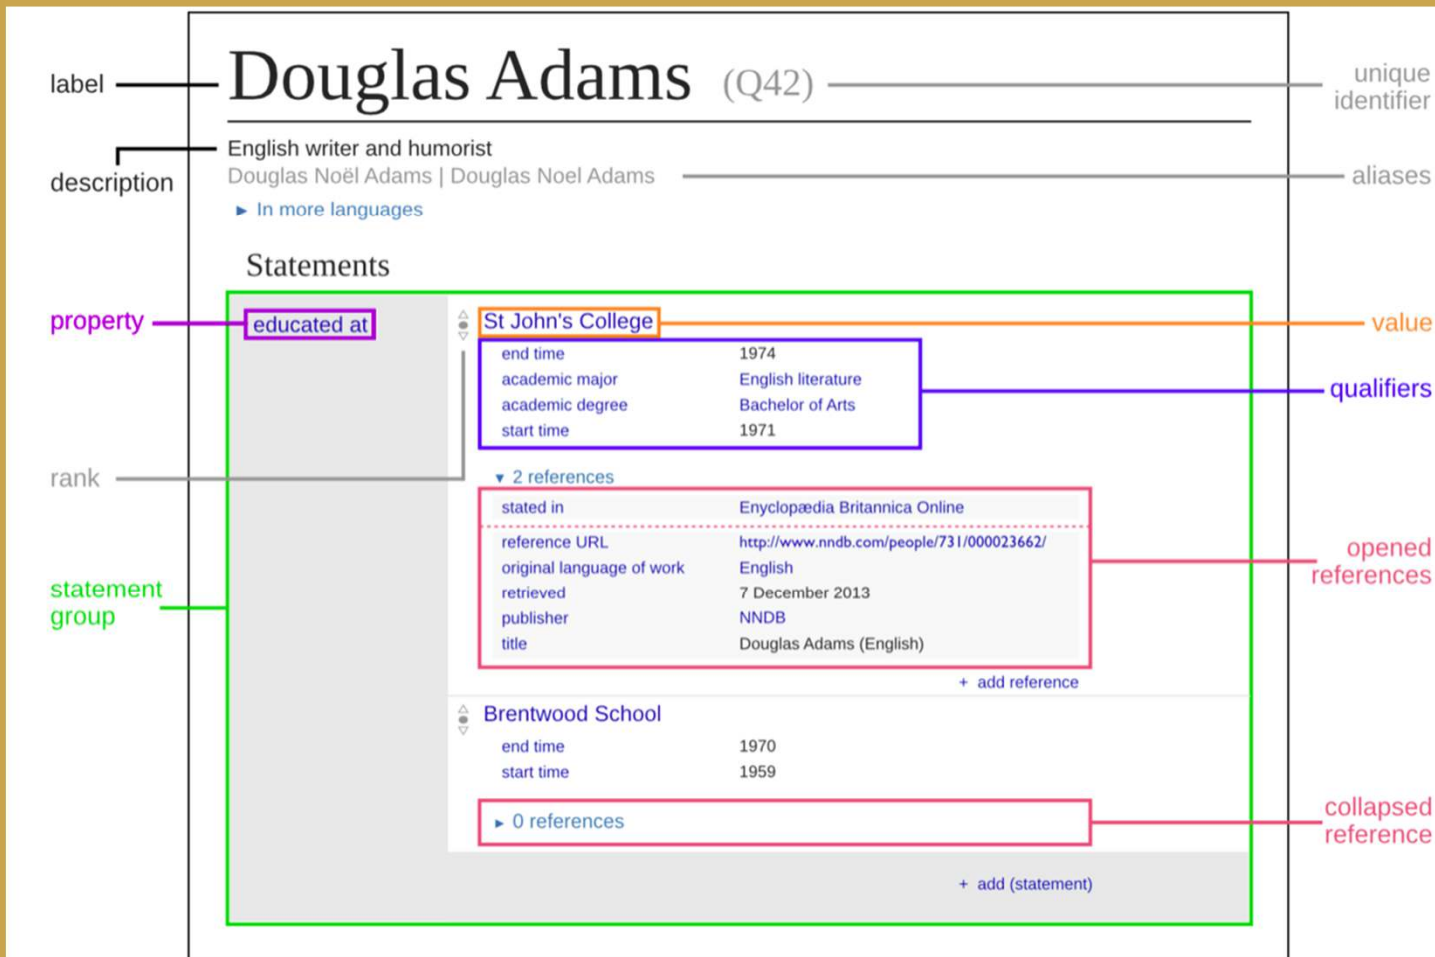 label
Douglas Adams (Q42)
unique
identifier
description
English writer and humorist
Douglas Noël Adams | Douglas Noel Adams
aliases
► In more languages
Statements
property
educated at
St John's College
value
end time 1974
academic major English literature
academic degree Bachelor of Arts
start time 1971
qualifiers
rank
▼ 2 references
stated in Enyclopædia Britannica Online
reference URL http://www.nndb.com/people/731/000023662/
original language of work English
retrieved 7 December 2013
publisher NNDB
title Douglas Adams (English)
opened
references
statement
group
+ add reference
Brentwood School
end time 1970
start time 1959
► 0 references
collapsed
reference
+ add (statement)